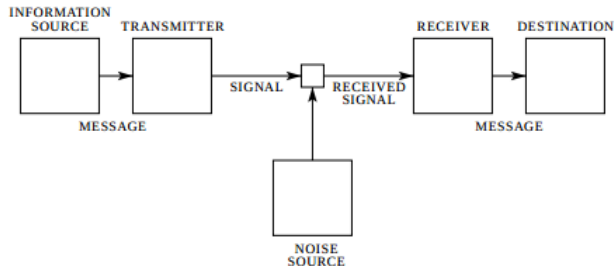 INFORMATION
SOURCE
TRANSMITTER
RECEIVER
DESTINATION
SIGNAL
RECEIVED
SIGNAL
MESSAGE
MESSAGE
NOISE
SOURCE